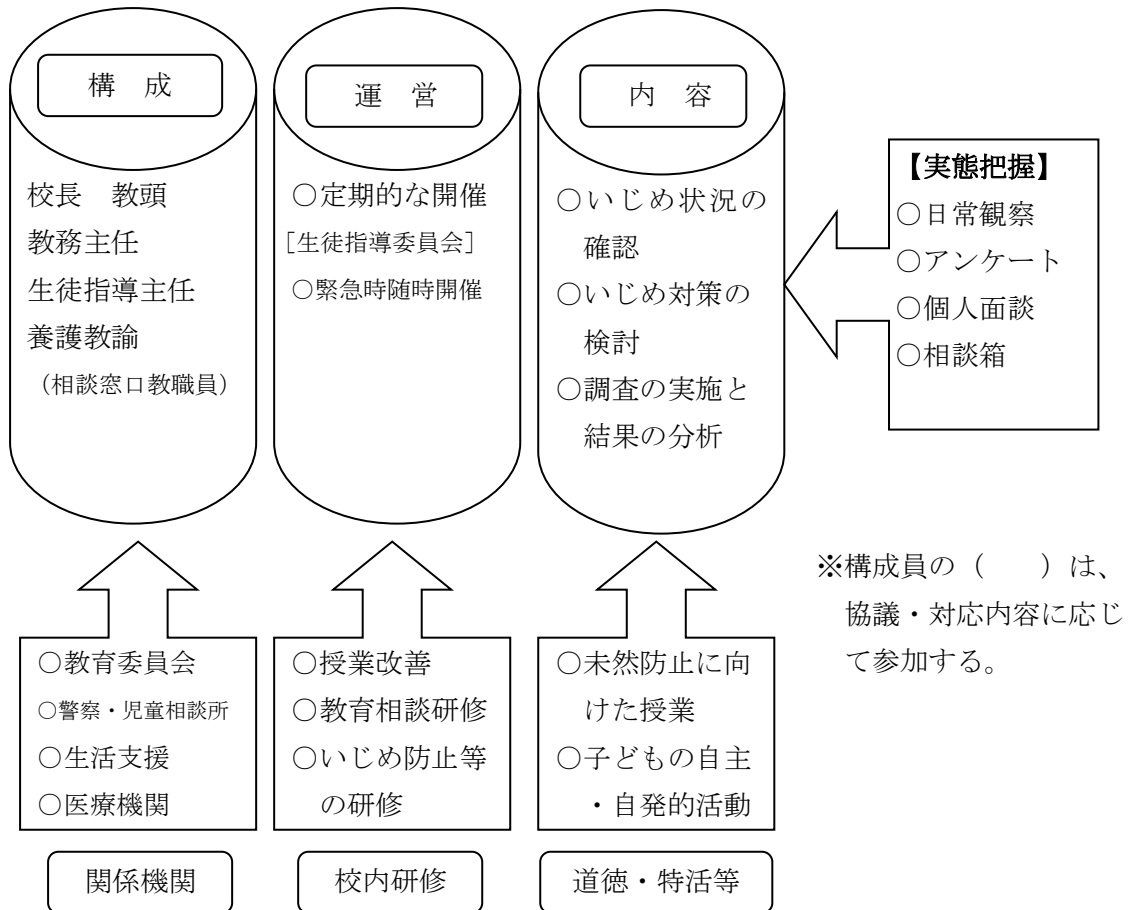 構　成
校長　教頭
教務主任
生徒指導主任
養護教諭
（相談窓口教職員）
運　営
○定期的な開催
［生徒指導委員会］
○緊急時随時開催
内　容
○いじめ状況の
確認
○いじめ対策の
検討
○調査の実施と
結果の分析
【実態把握】
○日常観察
○アンケート
○個人面談
○相談箱
※構成員の（　　）は、
協議・対応内容に応じ
て参加する。
○教育委員会
○警察・児童相談所
○生活支援
○医療機関
関係機関
○授業改善
○教育相談研修
○いじめ防止等
の研修
校内研修
○未然防止に向
けた授業
○子どもの自主
・自発的活動
道徳・特活等